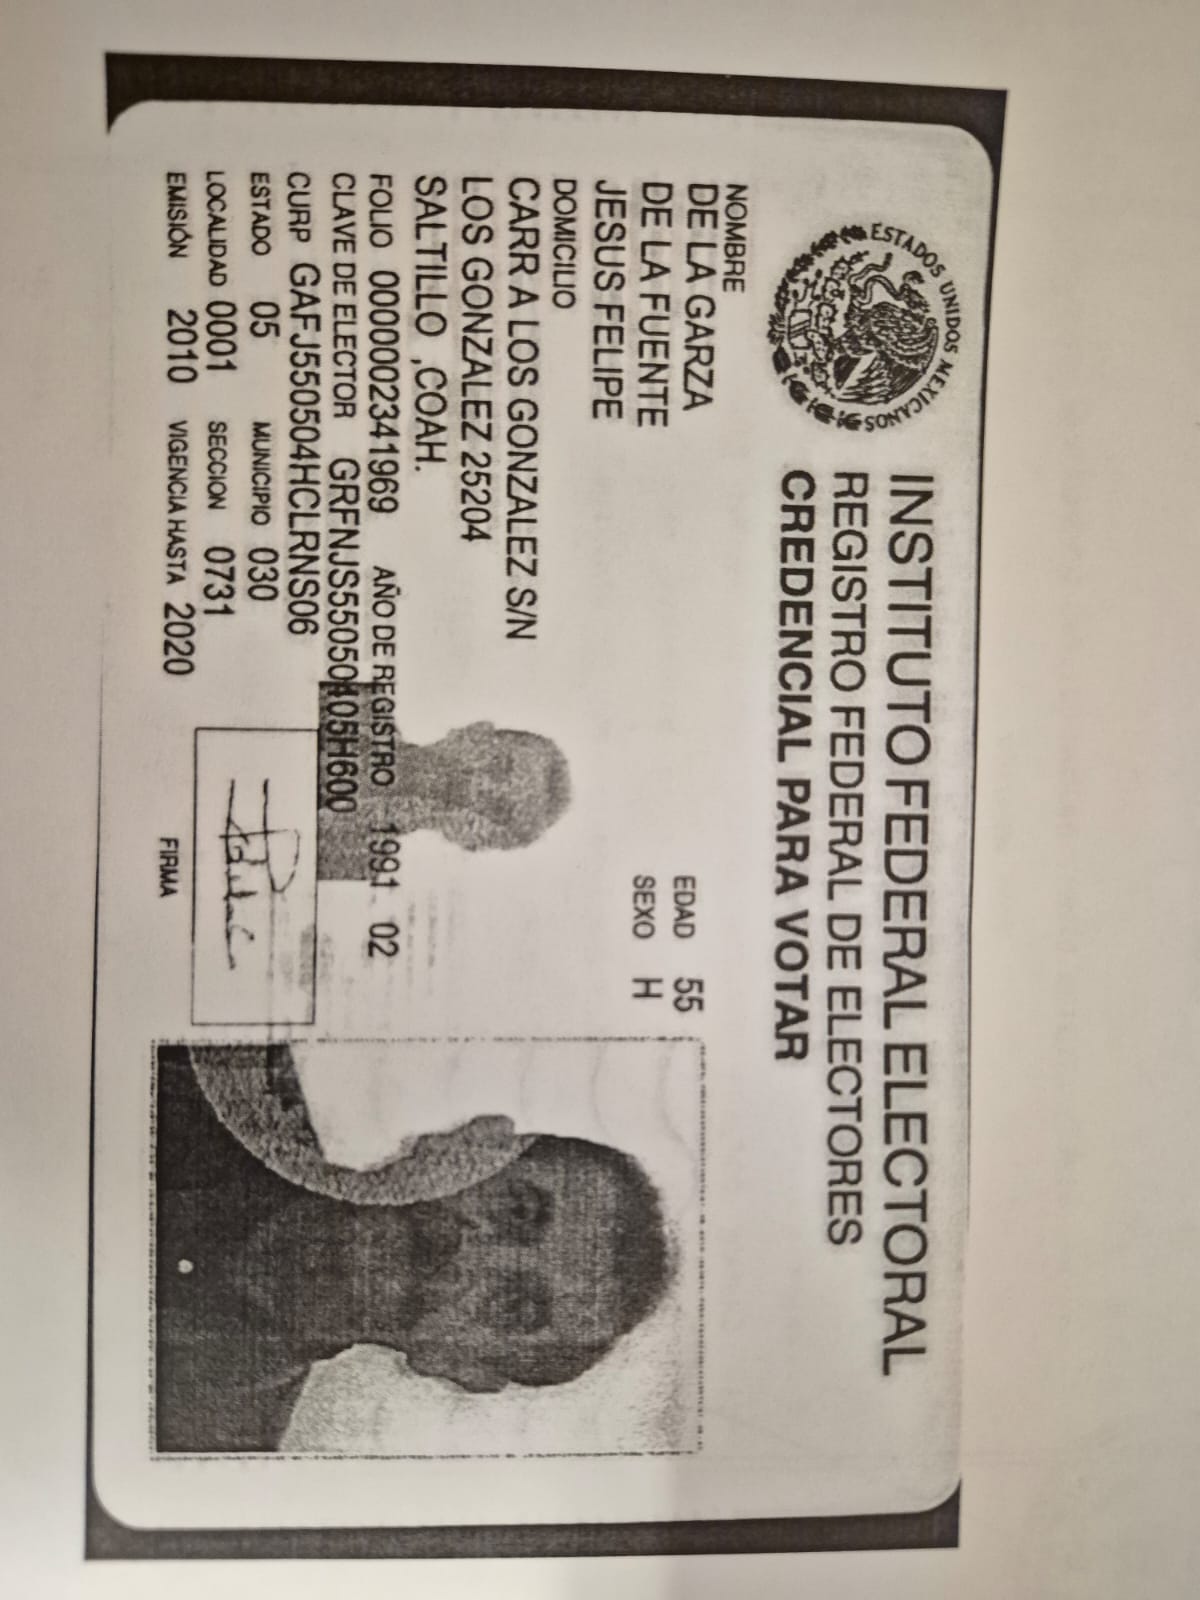 ESTADOS UNIDOS MEXICANOS
INSTITUTO FEDERAL ELECTORAL
REGISTRO FEDERAL DE ELECTORES
CREDENCIAL PARA VOTAR
NOMBRE
DE LA GARZA
DE LA FUENTE
JESUS FELIPE
EDAD 55
SEXO H
DOMICILIO
CARR A LOS GONZALEZ S/N
LOS GONZALEZ 25204
SALTILLO ,COAH.
FOLIO 000002341969 AÑO DE REGISTRO 1991 02
CLAVE DE ELECTOR GRFNJS55050405H600
CURP GAFJ550504HCLRNS06
ESTADO 05 MUNICIPIO 030
LOCALIDAD 0001 SECCION 0731
EMISIÓN 2010 VIGENCIA HASTA 2020
FIRMA